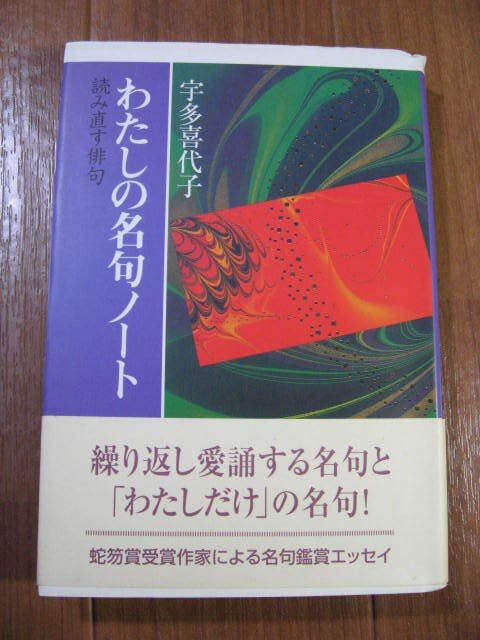 宇多喜代子
わたしの名句ノート
読み直す俳句
繰り返し愛誦する名句と
「わたしだけ」の名句!
蛇笏賞受賞作家による名句鑑賞エッセイ